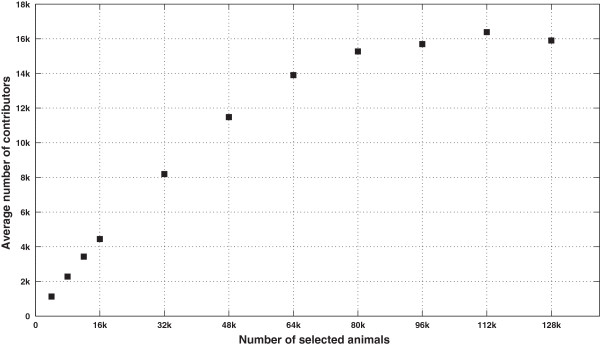 18k
16k
14k
12k
10k
8k
6k
4k
2k
0
Average number of contributors
0 16k 32k 48k 64k 80k 96k 112k 128k
Number of selected animals